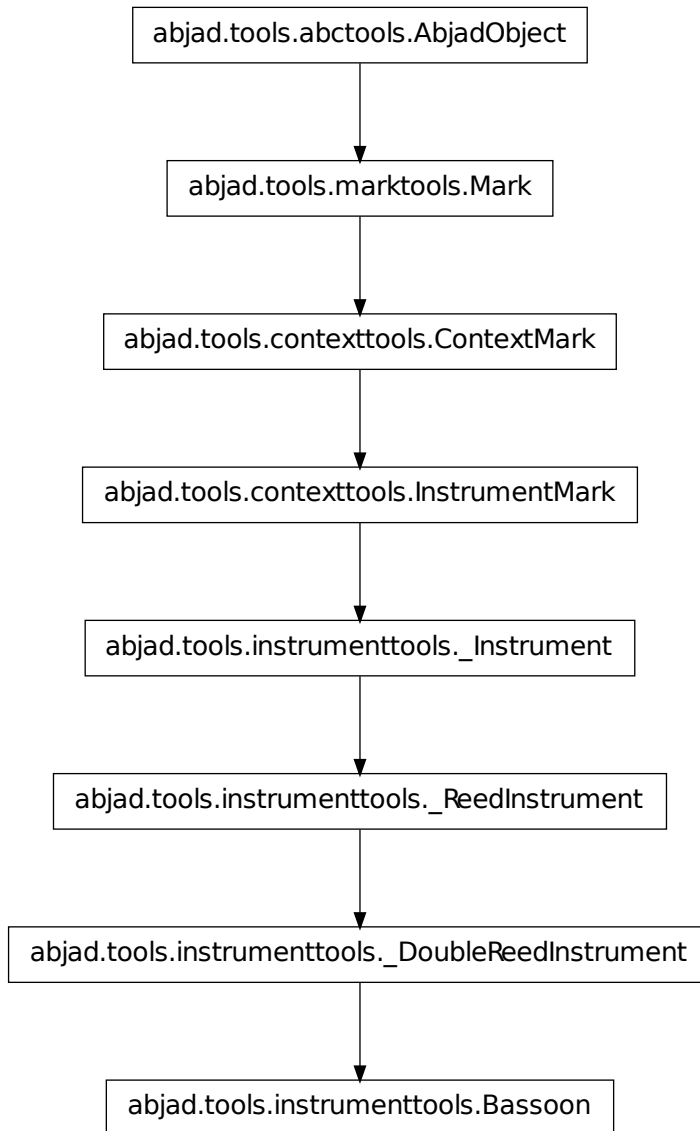 abjad.tools.abctools.AbjadObject
abjad.tools.marktools.Mark
abjad.tools.contexttools.ContextMark
abjad.tools.contexttools.InstrumentMark
abjad.tools.instrumenttools._Instrument
abjad.tools.instrumenttools._ReedInstrument
abjad.tools.instrumenttools._DoubleReedInstrument
abjad.tools.instrumenttools.Bassoon